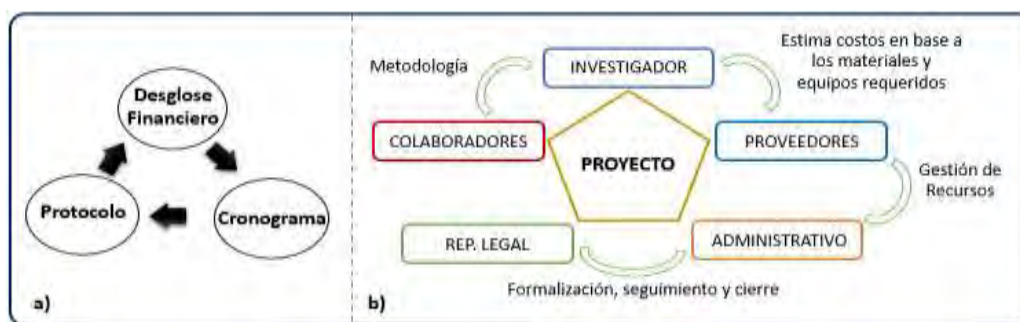 Desglose
Financiero
Protocolo
Cronograma
a)
Metodología
INVESTIGADOR
Estima costos en base a
los materiales y
equipos requeridos
COLABORADORES
PROYECTO
PROVEEDORES
Gestión de
Recursos
REP. LEGAL
ADMINISTRATIVO
Formalización, seguimiento y cierre
b)